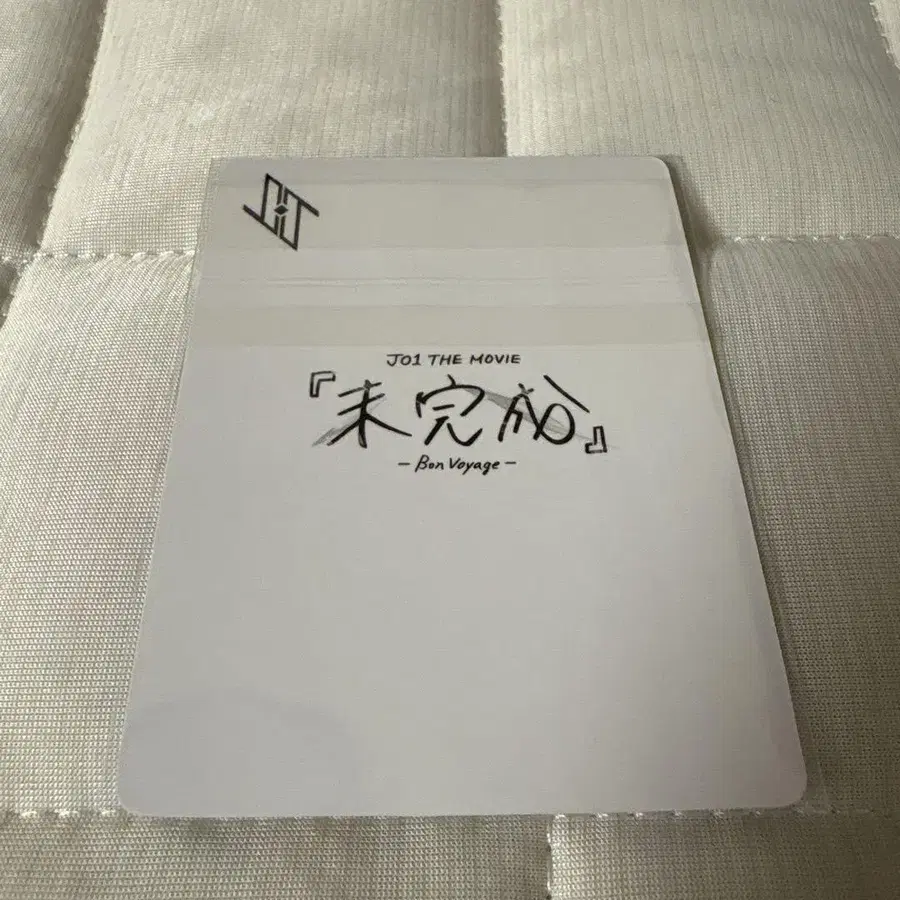 JO1 THE MOVIE
『未完成』
- Bon Voyage -